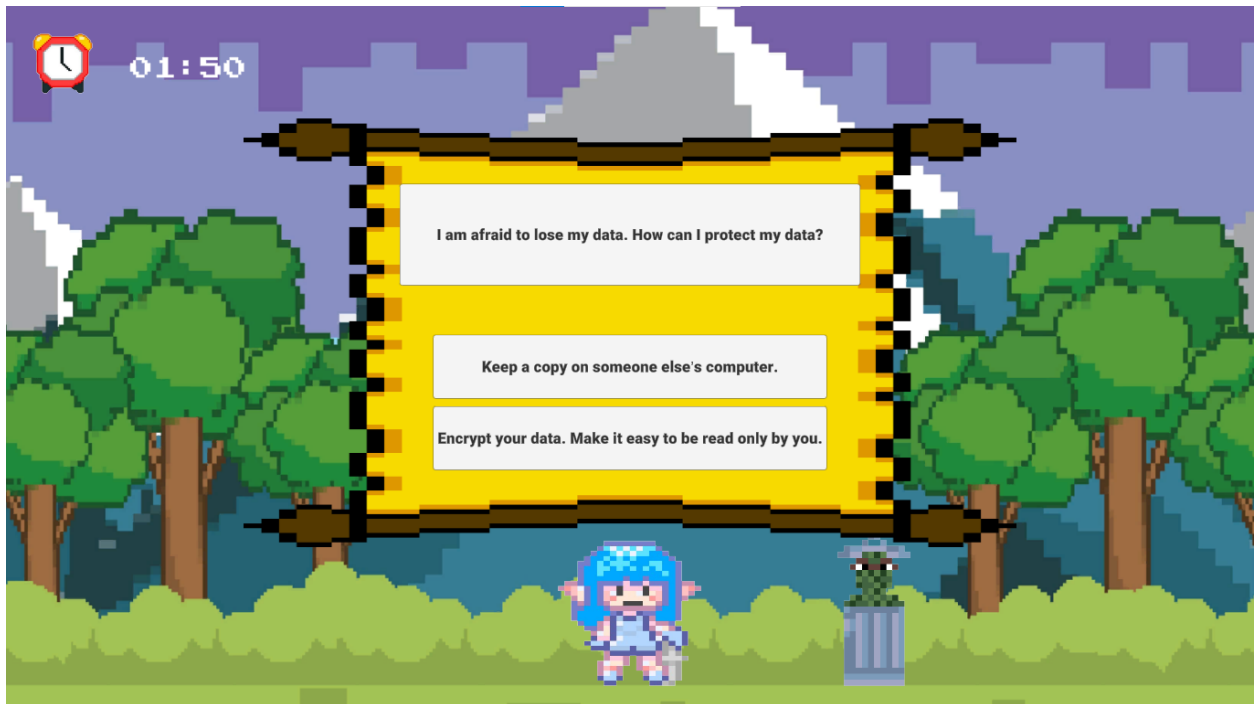 01:50
I am afraid to lose my data. How can I protect my data?
Keep a copy on someone else's computer.
Encrypt your data. Make it easy to be read only by you.